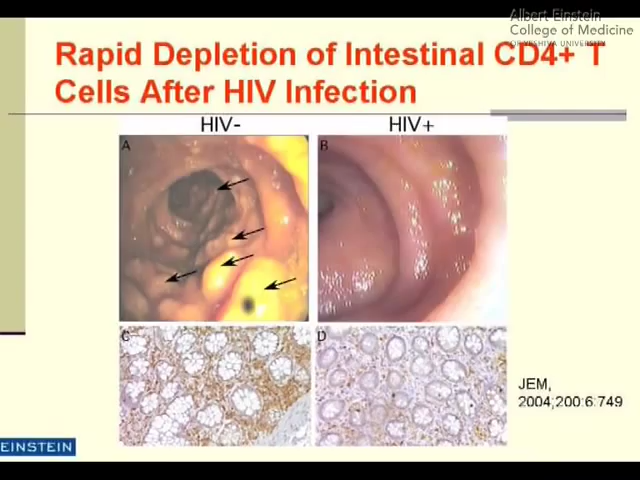 Albert Einstein
College of Medicine
OF YESHIVA UNIVERSITY
Rapid Depletion of Intestinal CD4+ T
Cells After HIV Infection
HIV- HIV+
A B
C D
JEM,
2004;200:6:749
EINSTEIN